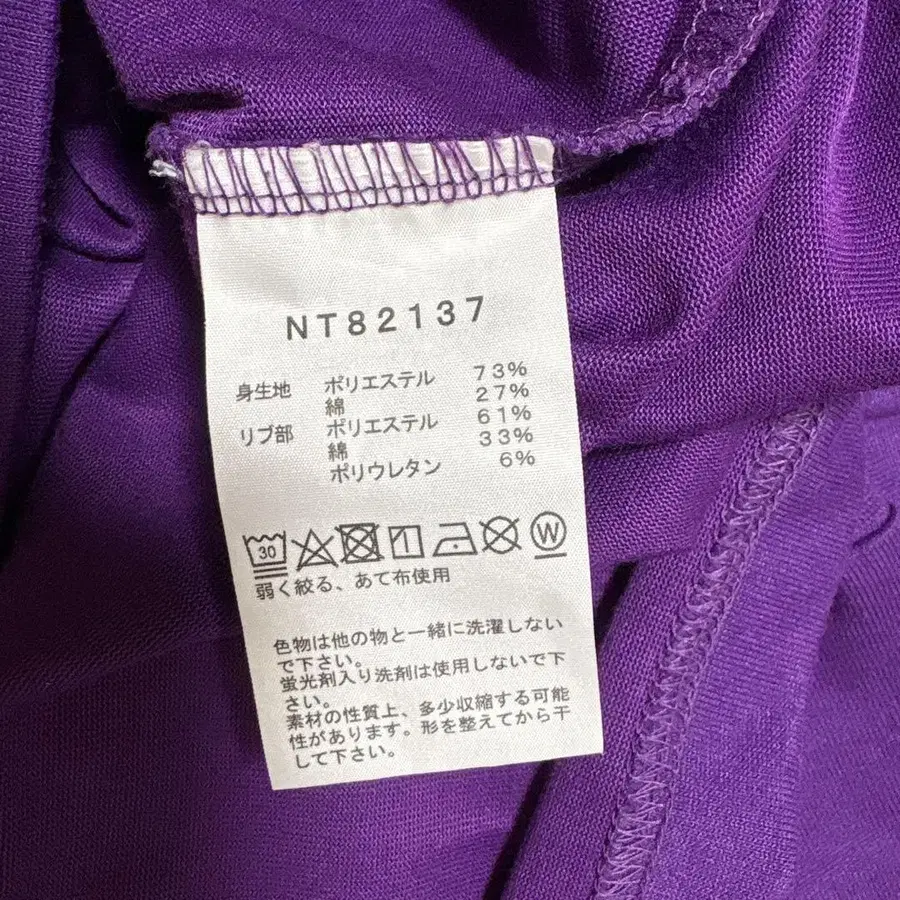 NT82137
身生地 ポリエステル 73%
綿 27%
リブ部 ポリエステル 61%
綿 33%
ポリウレタン 6%
30 W
弱く絞る、あて布使用
色物は他の物と一緒に洗濯しない
で下さい。
蛍光剤入り洗剤は使用しないで下
さい。
素材の性質上、多少収縮する可能
性があります。形を整えてから干
して下さい。